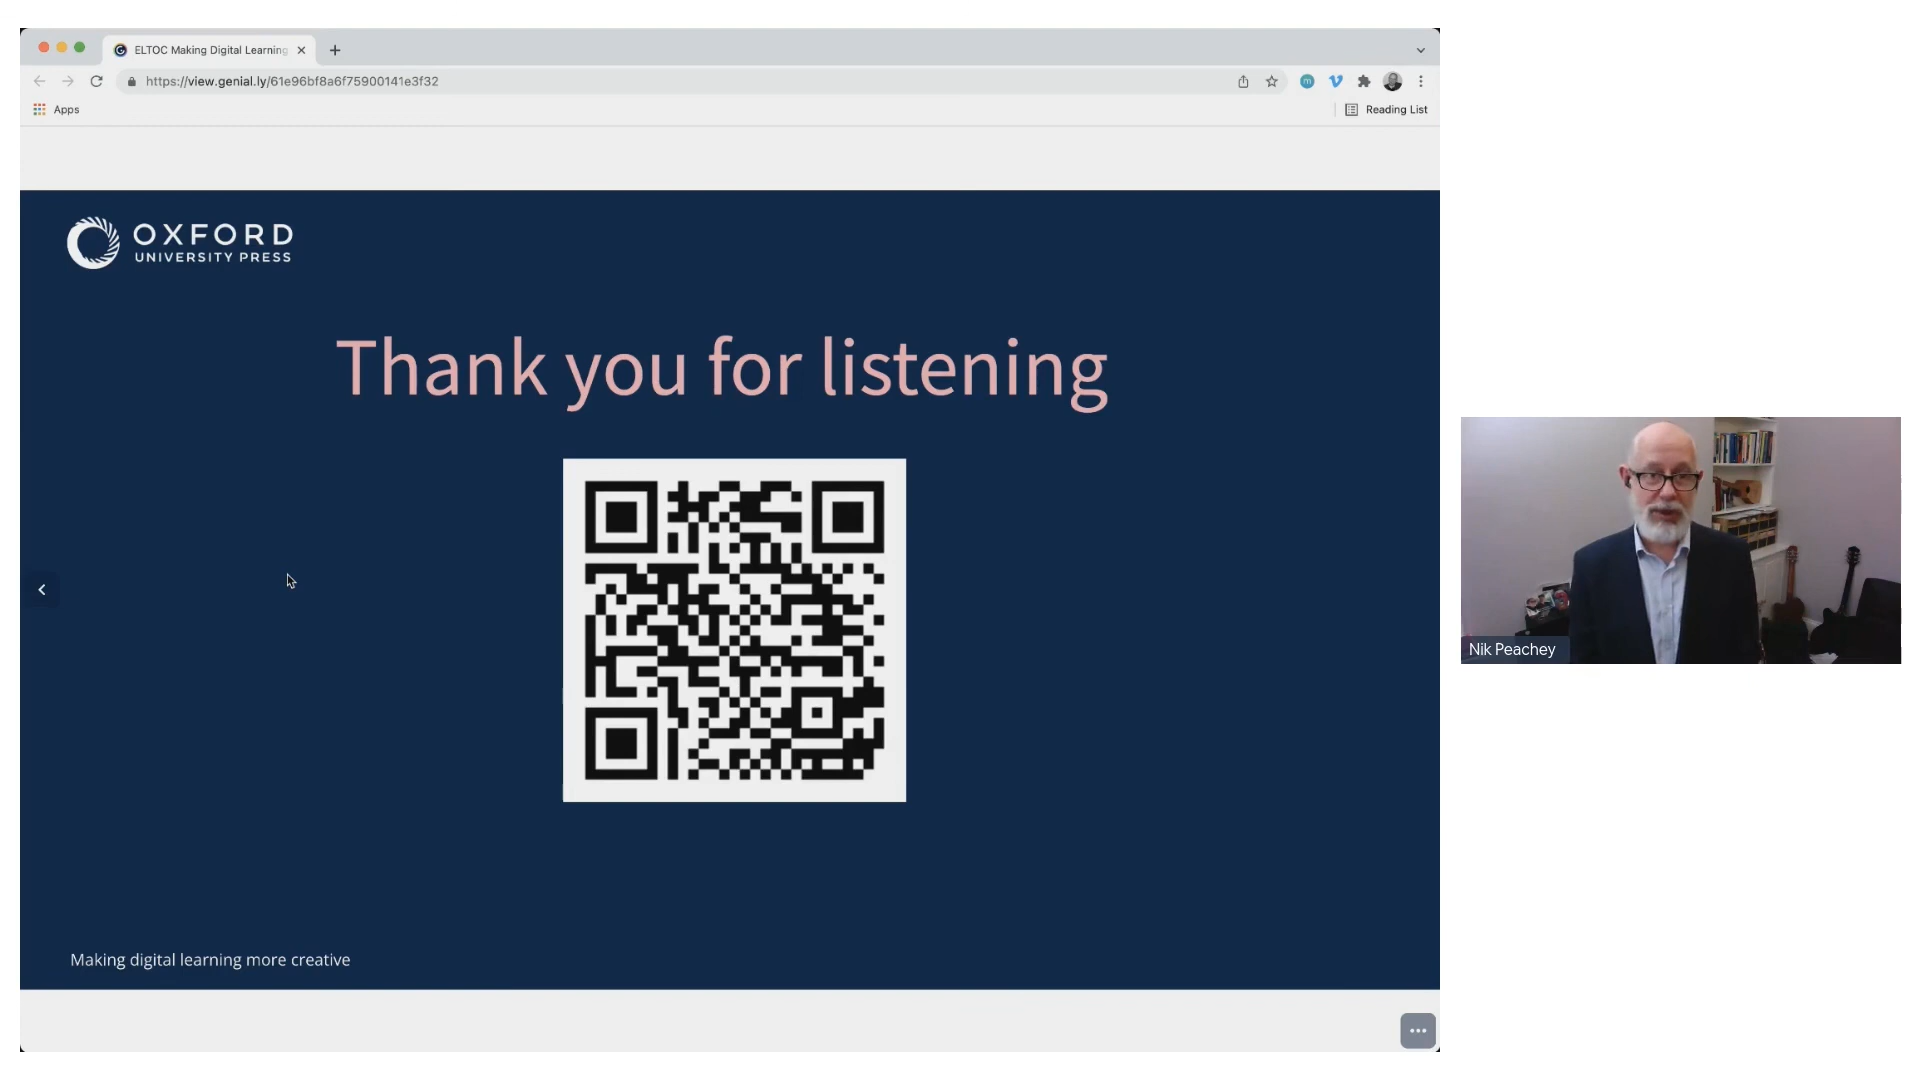 ELTOC Making Digital Learning
https://view.genial.ly/61e96bf8a6f75900141e3f32
m
Apps
Reading List
OXFORD
UNIVERSITY PRESS
Thank you for listening
Nik Peachey
Making digital learning more creative